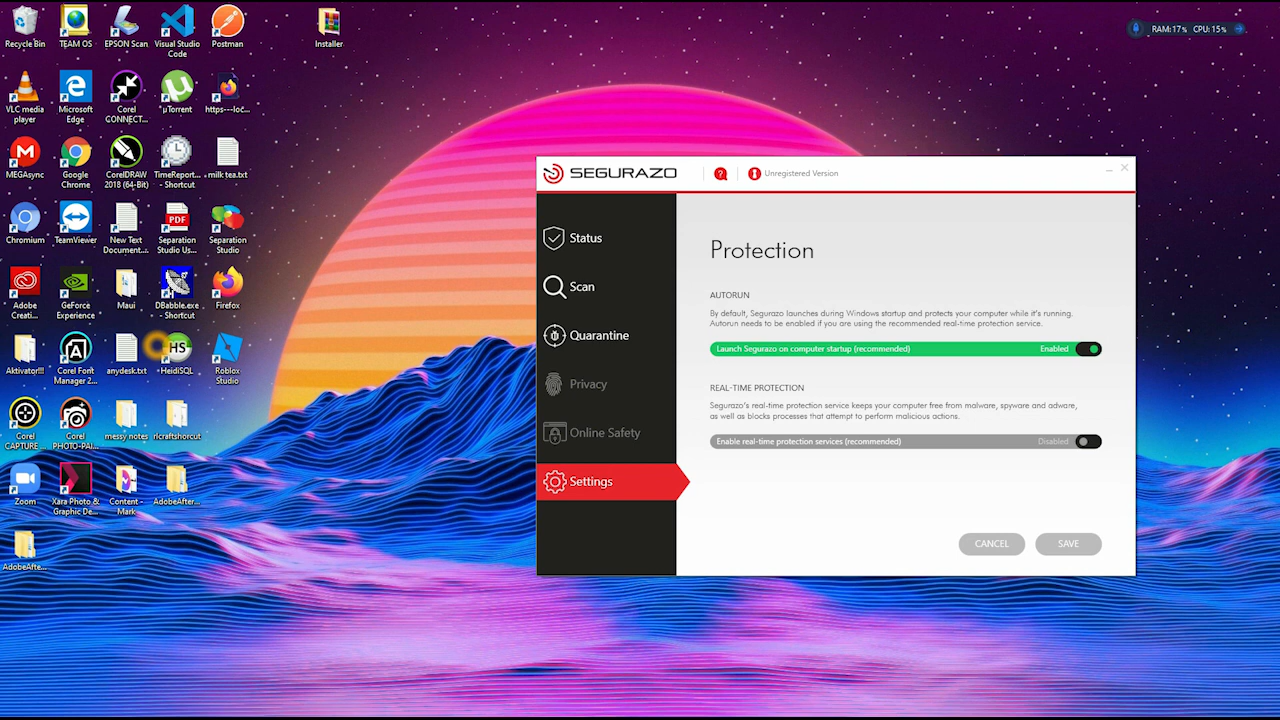 Recycle Bin
TEAM OS
EPSON Scan
Visual Studio
Code
Postman
Installer
RAM:17% CPU:15%
VLC media
player
Microsoft
Edge
Corel
CONNECT...
µTorrent
https---loc...
MEGAsync
Google
Chrome
CorelDRAW
2018 (64-Bit)
TimeReport...
- Shortcut
milk tea.txt
Chromium
TeamViewer
New Text
Document...
PDF
Separation
Studio Us...
Separation
Studio
Adobe
Creati...
GeForce
Experience
Maui
DBabble.exe
- Shortcut
Firefox
Aktivator!!!
Corel Font
Manager 2...
anydesk.txt
HS
HeidiSQL
Roblox
Studio
Corel
CAPTURE...
Corel
PHOTO-PAI...
messy_notes
rlcraftshorcut
Zoom
Xara Photo &
Graphic De...
Content -
Mark
AdobeAfter...
AdobeAfte...
SEGURAZO
?
Unregistered Version
Status
Scan
Quarantine
Privacy
Online Safety
Settings
Protection
AUTORUN
By default, Segurazo launches during Windows startup and protects your computer while it's running.
Autorun needs to be enabled if you are using the recommended real-time protection service.
Launch Segurazo on computer startup (recommended) Enabled
REAL-TIME PROTECTION
Segurazo's real-time protection service keeps your computer free from malware, spyware and adware,
as well as blocks processes that attempt to perform malicious actions.
Enable real-time protection services (recommended) Disabled
CANCEL
SAVE